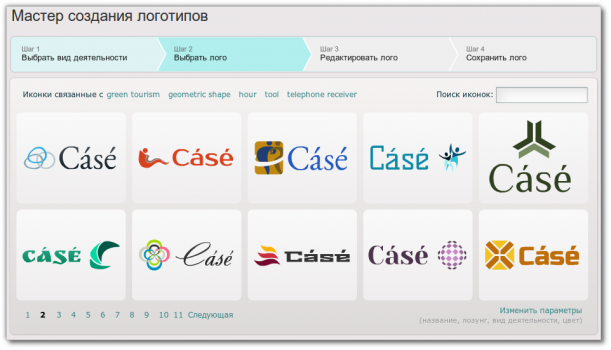 Мастер создания логотипов
Шаг 1
Выбрать вид деятельности
Шаг 2
Выбрать лого
Шаг 3
Редактировать лого
Шаг 4
Сохранить лого
Иконки связанные с green tourism geometric shape hour tool telephone receiver
Поиск иконок:
Cásé
Cásé
Cásé
Cásé
Cásé
CÁSÉ
Cásé
Cásé
Cásé
Cásé
1 2 3 4 5 6 7 8 9 10 11 Следующая
Изменить параметры
(название, лозунг, вид деятельности, цвет)